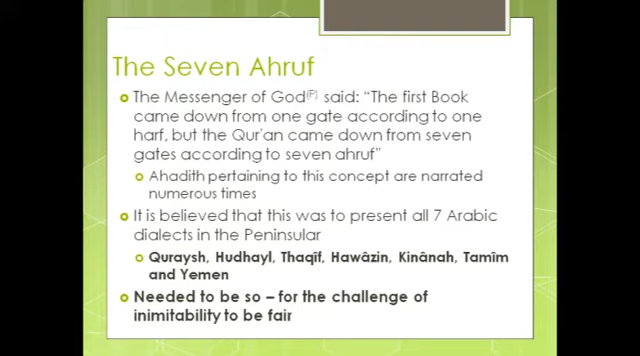 The Seven Ahruf
The Messenger of God(F) said: "The first Book
came down from one gate according to one
harf, but the Qur'an came down from seven
gates according to seven ahruf"
Ahadith pertaining to this concept are narrated
numerous times
It is believed that this was to present all 7 Arabic
dialects in the Peninsular
Quraysh, Hudhayl, Thaqîf, Hawâzin, Kinânah, Tamîm
and Yemen
Needed to be so – for the challenge of
inimitability to be fair